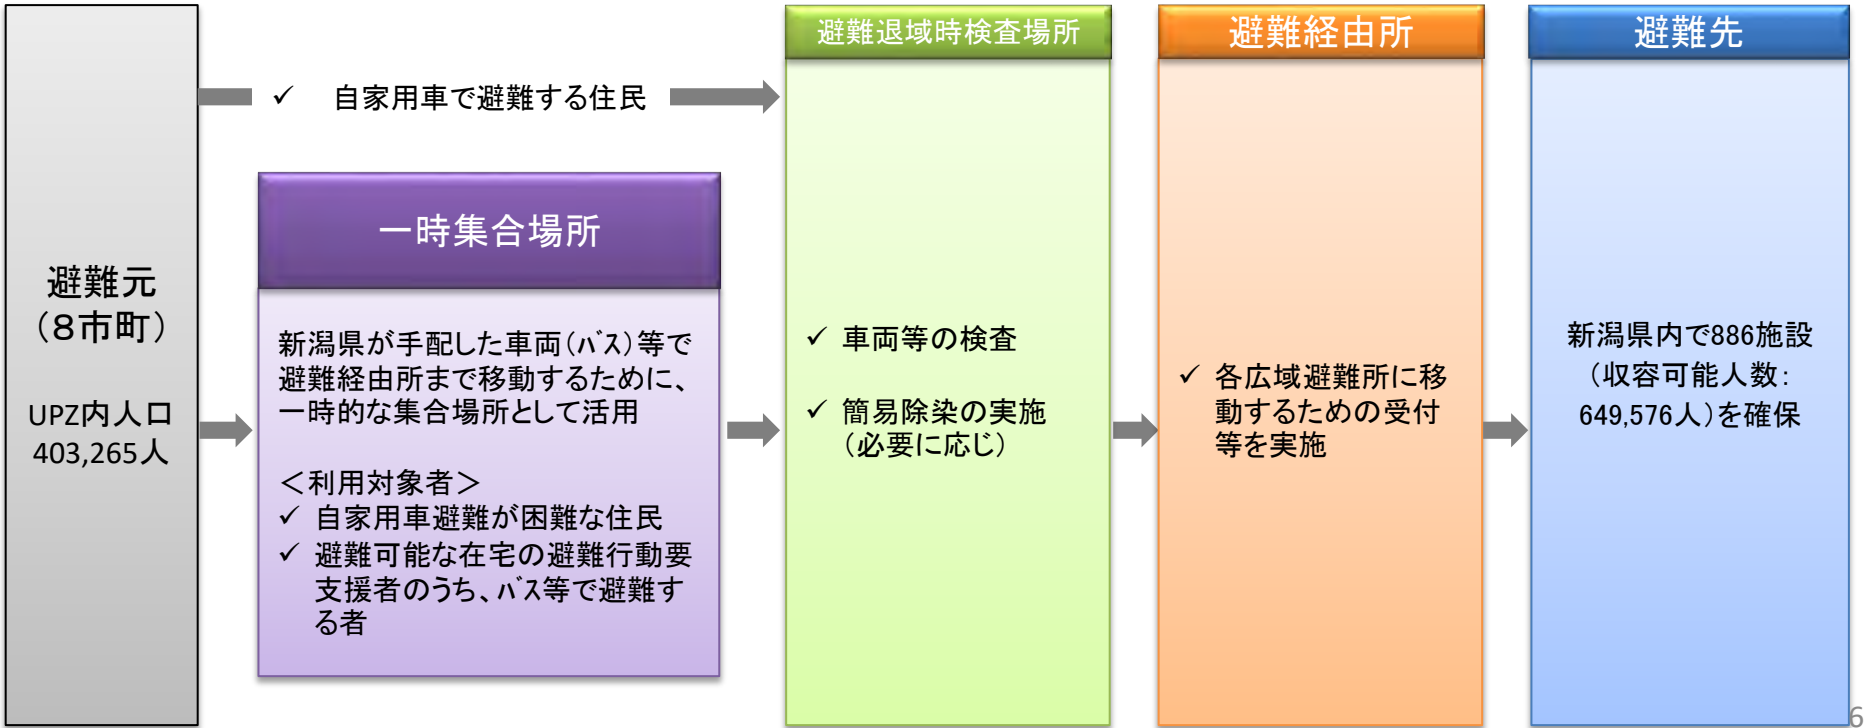 避難元
（８市町）
UPZ内人口
403,265人
✓ 自家用車で避難する住民
一時集合場所
新潟県が手配した車両（ﾊﾞｽ）等で
避難経由所まで移動するために、
一時的な集合場所として活用
＜利用対象者＞
✓ 自家用車避難が困難な住民
✓ 避難可能な在宅の避難行動要
支援者のうち、ﾊﾞｽ等で避難す
る者
避難退域時検査場所
✓ 車両等の検査
✓ 簡易除染の実施
（必要に応じ）
避難経由所
✓ 各広域避難所に移
動するための受付
等を実施
避難先
新潟県内で886施設
（収容可能人数：
649,576人）を確保
6